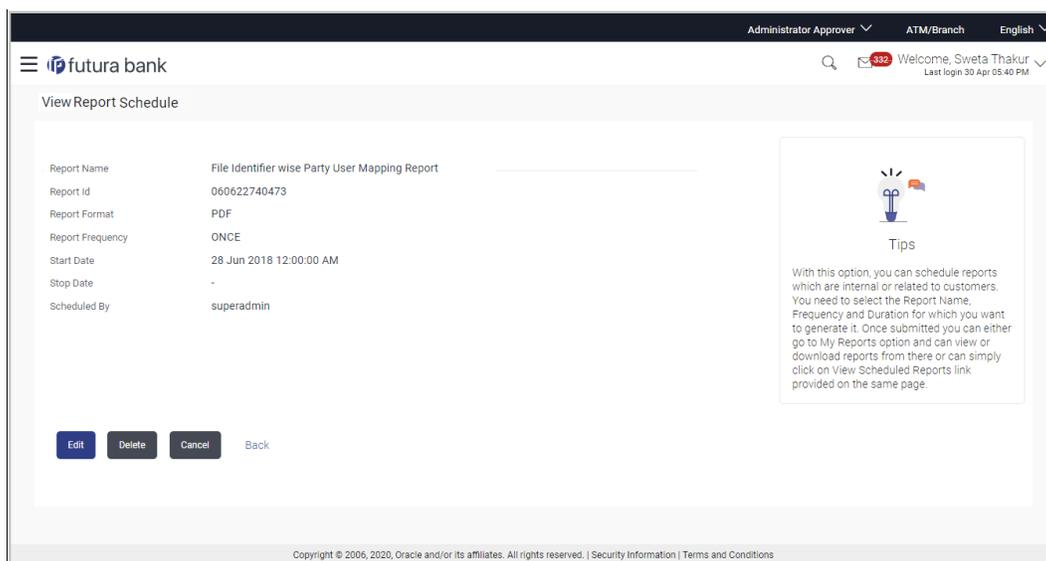 Administrator Approver ATM/Branch English
futura bank 332 Welcome, Sweta Thakur
Last login 30 Apr 05:40 PM
View Report Schedule
Report Name File Identifier wise Party User Mapping Report
Report Id 060622740473
Report Format PDF
Report Frequency ONCE
Start Date 28 Jun 2018 12:00:00 AM
Stop Date -
Scheduled By superadmin
Tips
With this option, you can schedule reports
which are internal or related to customers.
You need to select the Report Name,
Frequency and Duration for which you want
to generate it. Once submitted you can either
go to My Reports option and can view or
download reports from there or can simply
click on View Scheduled Reports link
provided on the same page.
Edit Delete Cancel Back
Copyright © 2006, 2020, Oracle and/or its affiliates. All rights reserved. | Security Information | Terms and Conditions